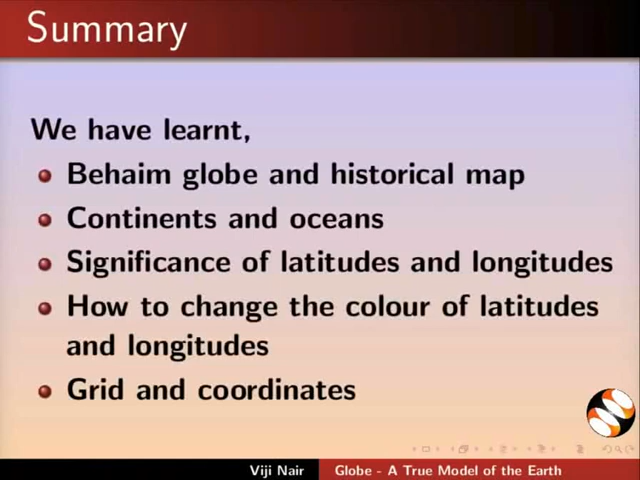 Summary
We have learnt,
Behaim globe and historical map
Continents and oceans
Significance of latitudes and longitudes
How to change the colour of latitudes
and longitudes
Grid and coordinates
Viji Nair Globe - A True Model of the Earth